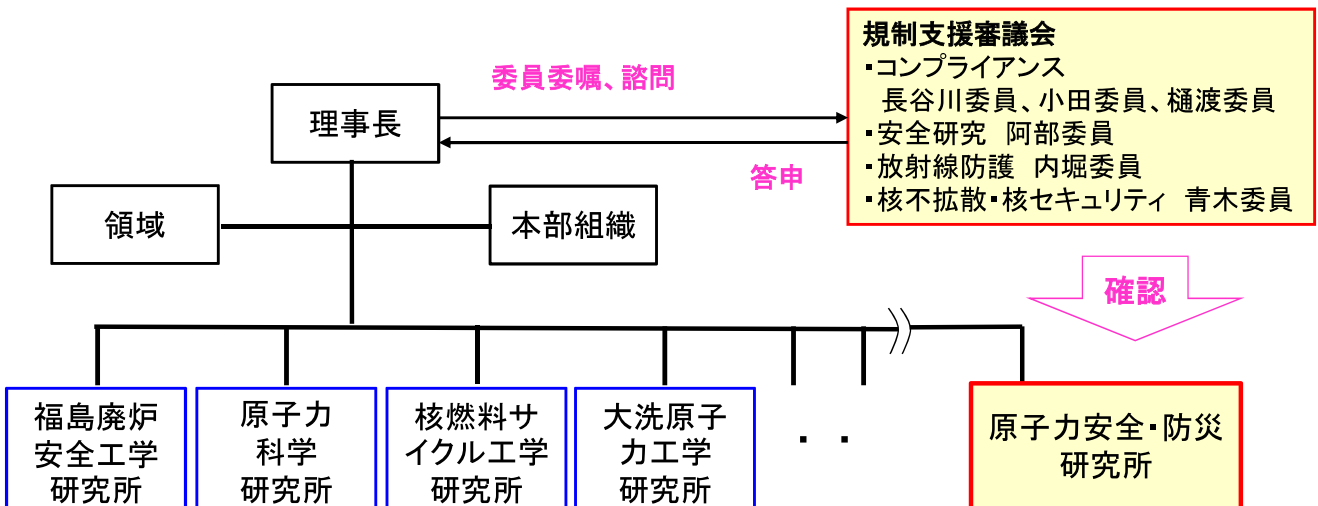 規制支援審議会
・コンプライアンス
長谷川委員、小田委員、樋渡委員
・安全研究 阿部委員
・放射線防護 内堀委員
・核不拡散・核セキュリティ 青木委員
委員委嘱、諮問
理事長
答申
領域
本部組織
確認
福島廃炉
安全工学
研究所
原子力
科学
研究所
核燃料サ
イクル工学
研究所
大洗原子
力工学
研究所
・・
原子力安全・防災
研究所